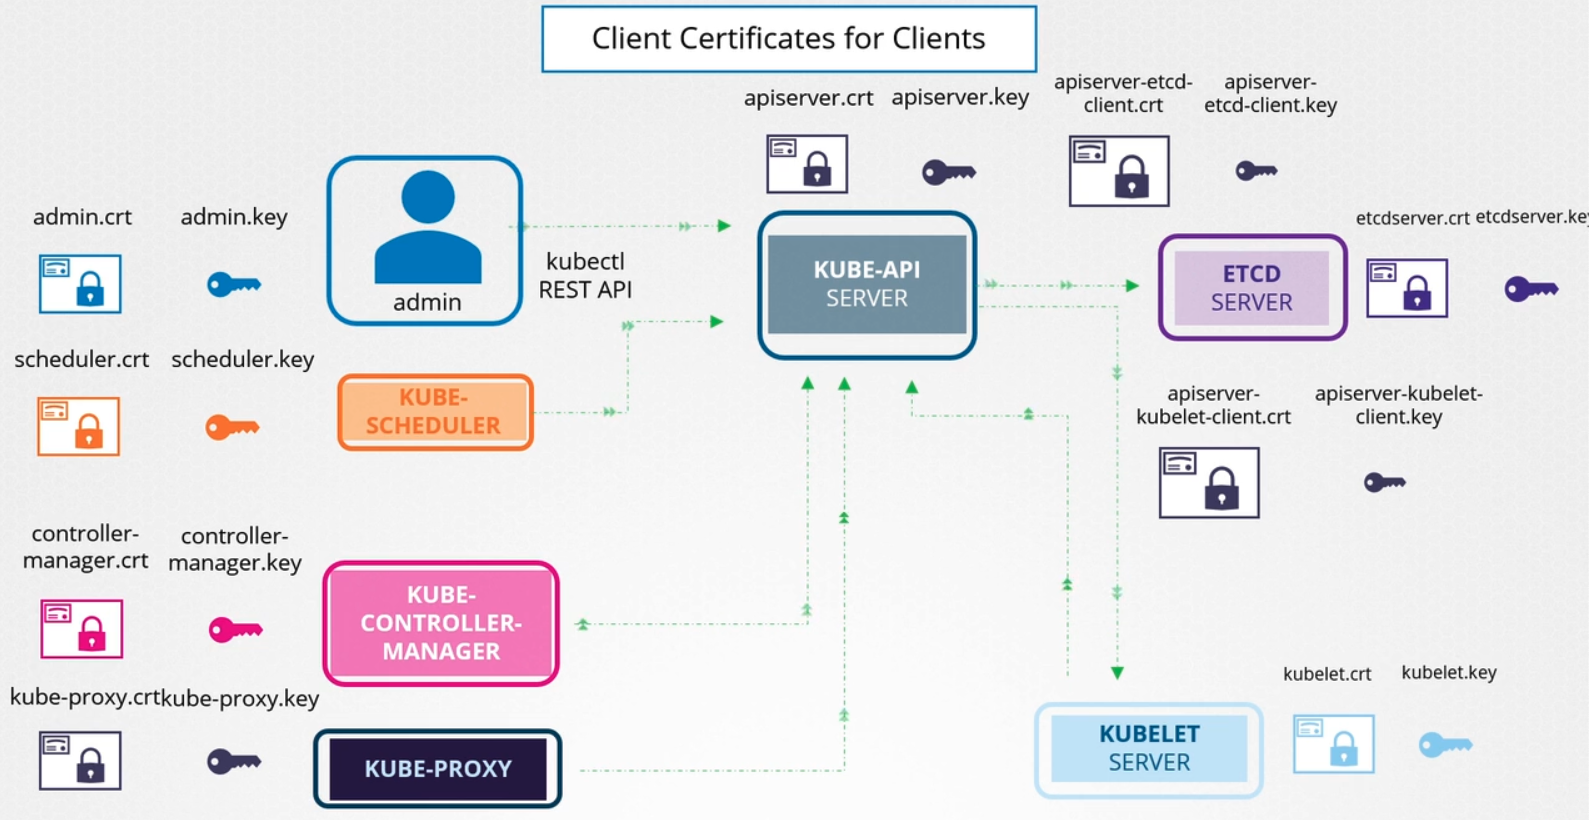 Client Certificates for Clients
apiserver.crt
apiserver.key
apiserver-etcd-
client.crt
apiserver-
etcd-client.key
admin.crt
admin.key
admin
kubectl
REST API
KUBE-API
SERVER
ETCD
SERVER
etcdserver.crt
etcdserver.key
scheduler.crt
scheduler.key
KUBE-
SCHEDULER
apiserver-
kubelet-client.crt
apiserver-kubelet-
client.key
controller-
manager.crt
controller-
manager.key
KUBE-
CONTROLLER-
MANAGER
kube-proxy.crt
kube-proxy.key
KUBE-PROXY
KUBELET
SERVER
kubelet.crt
kubelet.key